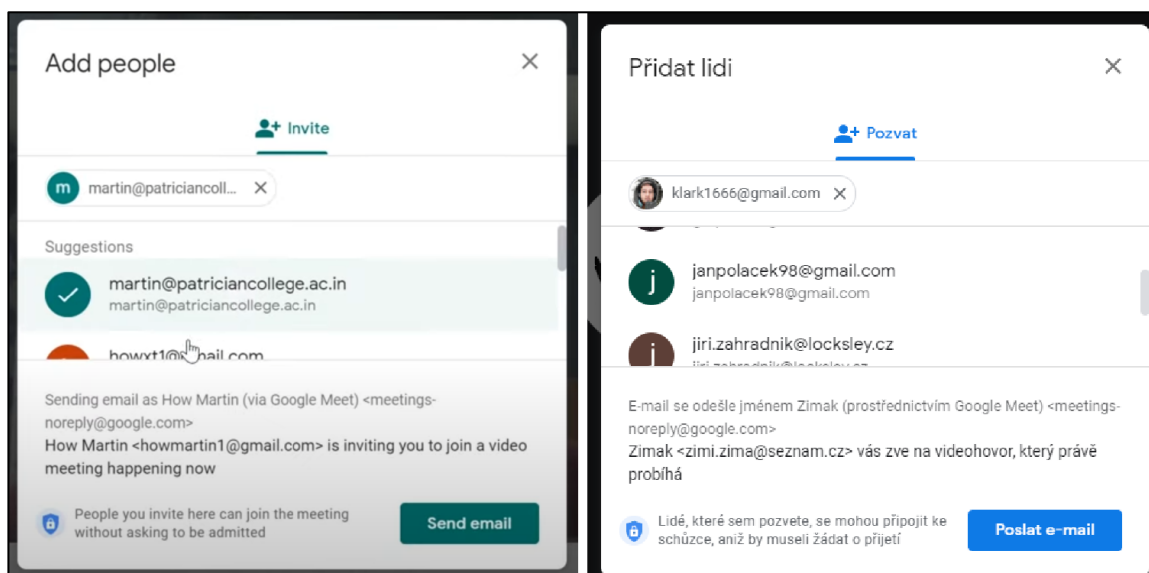 Add people
Invite
m
martin@patriciancoll...
Suggestions
martin@patriciancollege.ac.in
martin@patriciancollege.ac.in
Sending email as How Martin (via Google Meet) <meetings-
noreply@google.com>
How Martin <howmartin1@gmail.com> is inviting you to join a video
meeting happening now
People you invite here can join the meeting
without asking to be admitted
Send email
Přidat lidi
Pozvat
klark1666@gmail.com
j
janpolacek98@gmail.com
janpolacek98@gmail.com
j
jiri.zahradnik@locksley.cz
jiri.zahradnik@locksley.cz
E-mail se odešle jménem Zimak (prostřednictvím Google Meet) <meetings-
noreply@google.com>
Zimak <zimi.zima@seznam.cz> vás zve na videohovor, který právě
probíhá
Lidé, které sem pozvete, se mohou připojit ke
schůzce, aniž by museli žádat o přijetí
Poslat e-mail